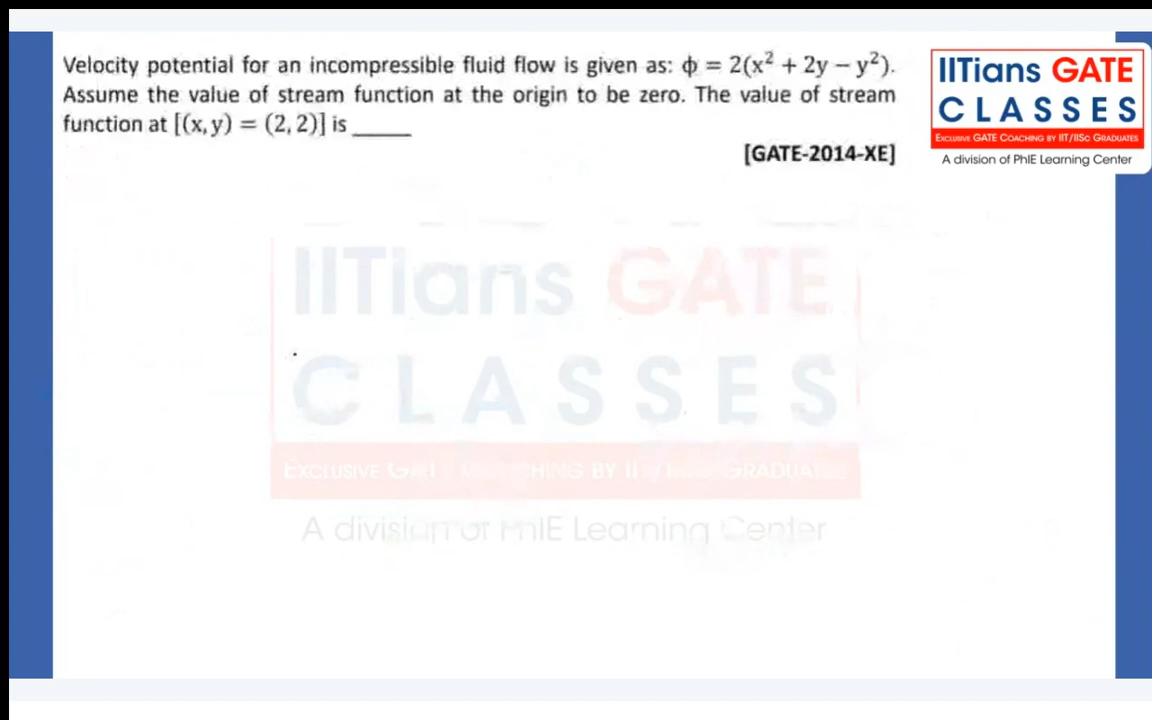 Velocity potential for an incompressible fluid flow is given as: ϕ = 2(x² + 2y – y²).
Assume the value of stream function at the origin to be zero. The value of stream
function at [(x, y) = (2, 2)] is _____
[GATE-2014-XE]
IITians GATE
CLASSES
EXCLUSIVE GATE COACHING BY IIT/IISC GRADUATES
A division of PhIE Learning Center
IITians GATE
CLASSES
EXCLUSIVE
A division of PhIE Learning Center